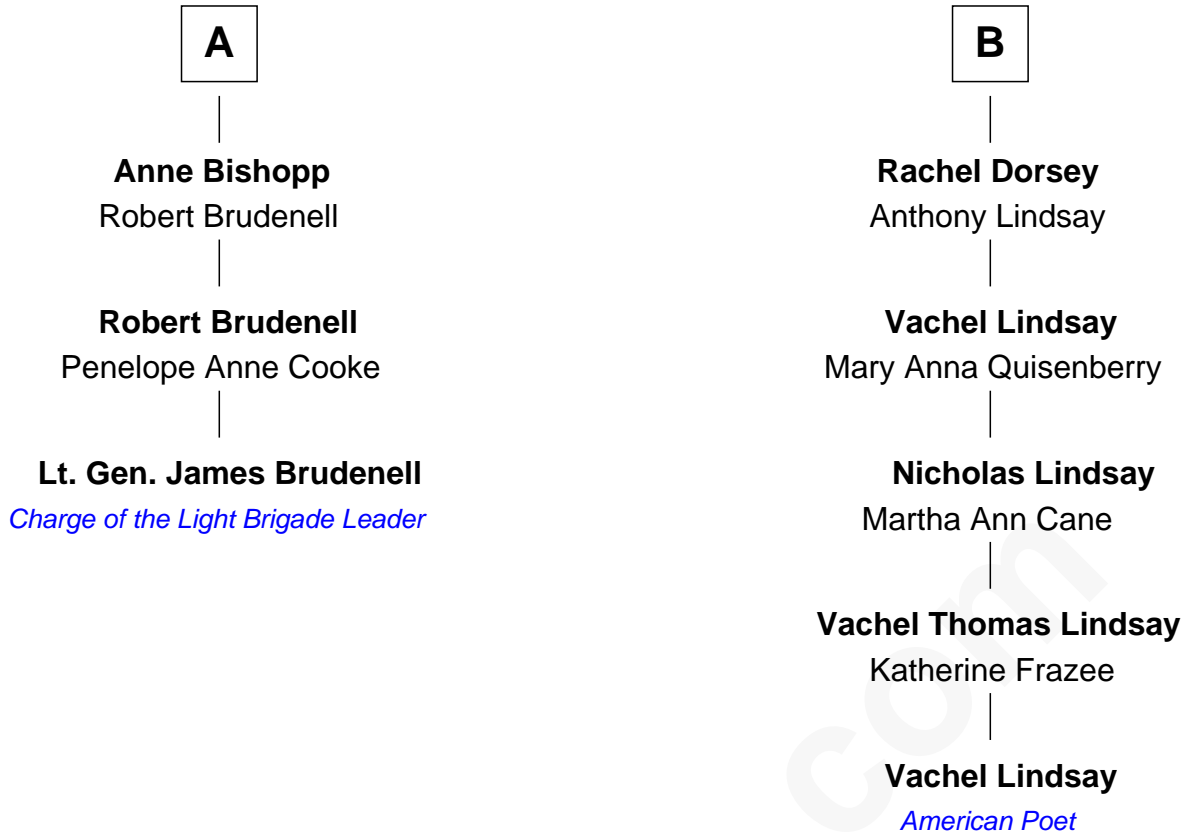 A
Anne Bishopp
Robert Brudenell
Robert Brudenell
Penelope Anne Cooke
Lt. Gen. James Brudenell
Charge of the Light Brigade Leader
B
Rachel Dorsey
Anthony Lindsay
Vachel Lindsay
Mary Anna Quisenberry
Nicholas Lindsay
Martha Ann Cane
Vachel Thomas Lindsay
Katherine Frazee
Vachel Lindsay
American Poet
com